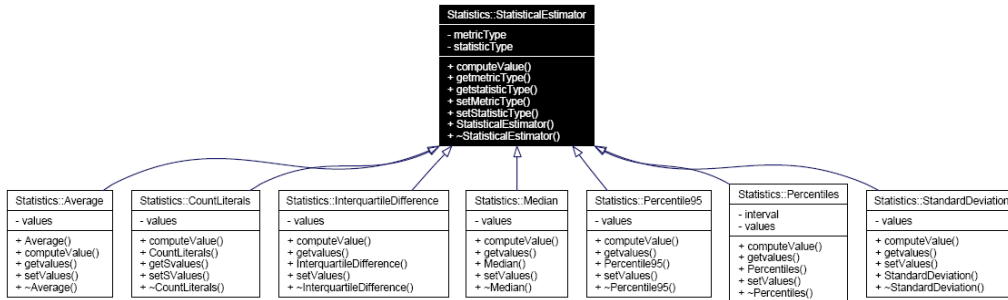 Statistics::StatisticalEstimator
- metricType
- statisticType
+ computeValue()
+ getmetricType()
+ getstatisticType()
+ setMetricType()
+ setStatisticType()
+ StatisticalEstimator()
+ ~StatisticalEstimator()
Statistics::Average
- values
+ Average()
+ computeValue()
+ getvalues()
+ setValues()
+ ~Average()
Statistics::CountLiterals
- values
+ computeValue()
+ CountLiterals()
+ getSvalues()
+ setSValues()
+ ~CountLiterals()
Statistics::InterquartileDifference
- values
+ computeValue()
+ getvalues()
+ InterquartileDifference()
+ setValues()
+ ~InterquartileDifference()
Statistics::Median
- values
+ computeValue()
+ getvalues()
+ Median()
+ setValues()
+ ~Median()
Statistics::Percentile95
- values
+ computeValue()
+ getvalues()
+ Percentile95()
+ setValues()
+ ~Percentile95()
Statistics::Percentiles
- interval
- values
+ computeValue()
+ getvalues()
+ Percentiles()
+ setValues()
+ ~Percentiles()
Statistics::StandardDeviation
- values
+ computeValue()
+ getvalues()
+ setValues()
+ StandardDeviation()
+ ~StandardDeviation()